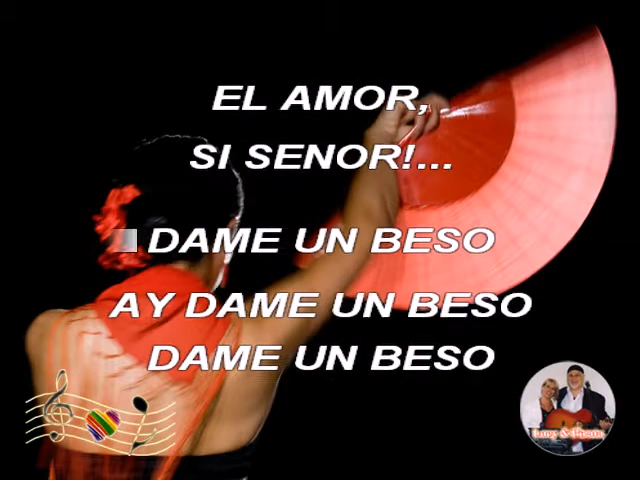 EL AMOR,
SI SENOR!...
DAME UN BESO
AY DAME UN BESO
DAME UN BESO